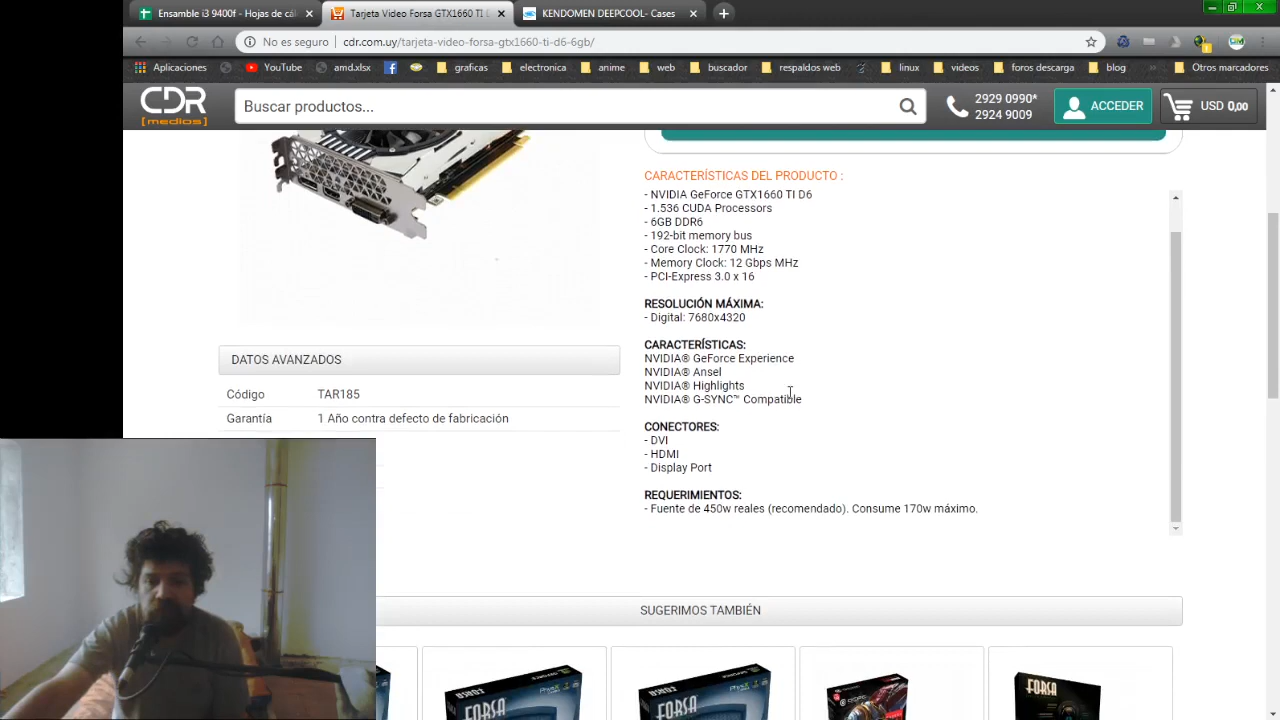 Ensamble i3 9400f - Hojas de cál
Tarjeta Video Forsa GTX1660 TI D
KENDOMEN DEEPCOOL- Cases
No es seguro | cdr.com.uy/tarjeta-video-forsa-gtx1660-ti-d6-6gb/
Aplicaciones YouTube amd.xlsx graficas electronica anime web buscador respaldos web linux videos foros descarga blog » Otros marcadores
CDR
[medios]
Buscar productos...
2929 0990*
2924 9009
ACCEDER
USD 0,00
CARACTERÍSTICAS DEL PRODUCTO :
- NVIDIA GeForce GTX1660 TI D6
- 1.536 CUDA Processors
- 6GB DDR6
- 192-bit memory bus
- Core Clock: 1770 MHz
- Memory Clock: 12 Gbps MHz
- PCI-Express 3.0 x 16
RESOLUCIÓN MÁXIMA:
- Digital: 7680x4320
CARACTERÍSTICAS:
NVIDIA® GeForce Experience
NVIDIA® Ansel
NVIDIA® Highlights
NVIDIA® G-SYNC™ Compatible
CONECTORES:
- DVI
- HDMI
- Display Port
REQUERIMIENTOS:
- Fuente de 450w reales (recomendado). Consume 170w máximo.
DATOS AVANZADOS
Código TAR185
Garantía 1 Año contra defecto de fabricación
SUGERIMOS TAMBIÉN
FORSA
FORSA
FORSA